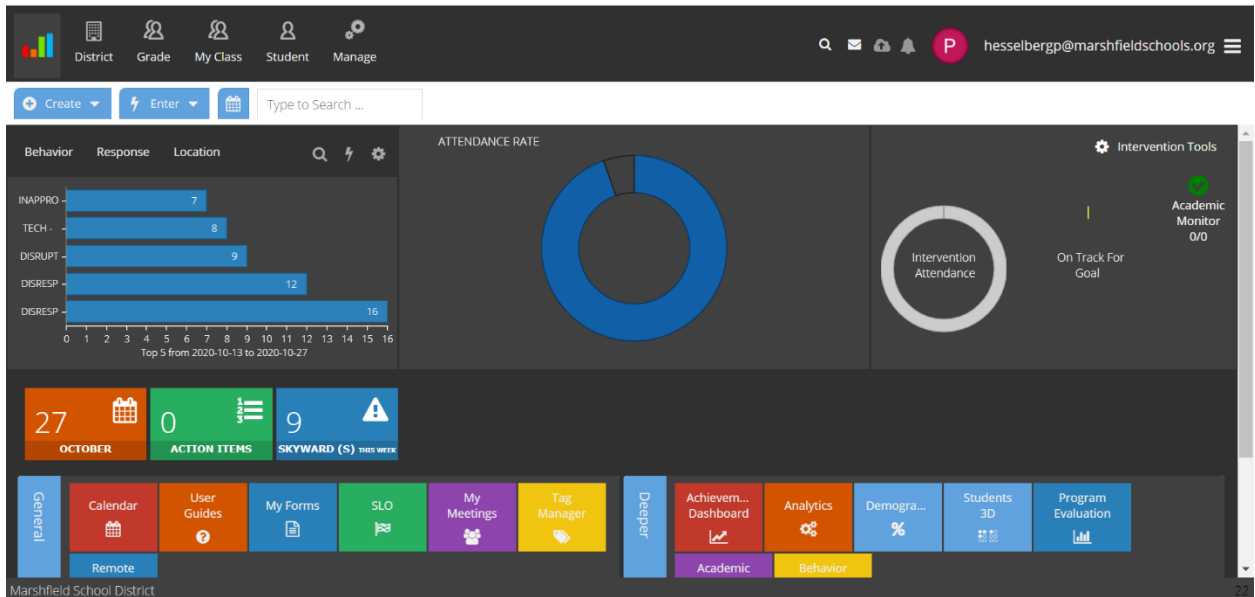 District Grade My Class Student Manage
P hesselbergp@marshfieldschools.org
Create Enter Type to Search ...
Behavior Response Location
INAPPRO 7
TECH - 8
DISRUPT 9
DISRESP 12
DISRESP 16
0 1 2 3 4 5 6 7 8 9 10 11 12 13 14 15 16
Top 5 from 2020-10-13 to 2020-10-27
ATTENDANCE RATE
Intervention Tools
Intervention
Attendance
On Track For
Goal
Academic
Monitor
0/0
27
OCTOBER
0
1
2
3
ACTION ITEMS
9
SKYWARD (S) THIS WEEK
General
Calendar
User
Guides
My Forms
SLO
My
Meetings
Tag
Manager
Remote
Deeper
Achievem...
Dashboard
Analytics
Demogra...
Students
3D
Program
Evaluation
Academic
Behavior
Marshfield School District
22